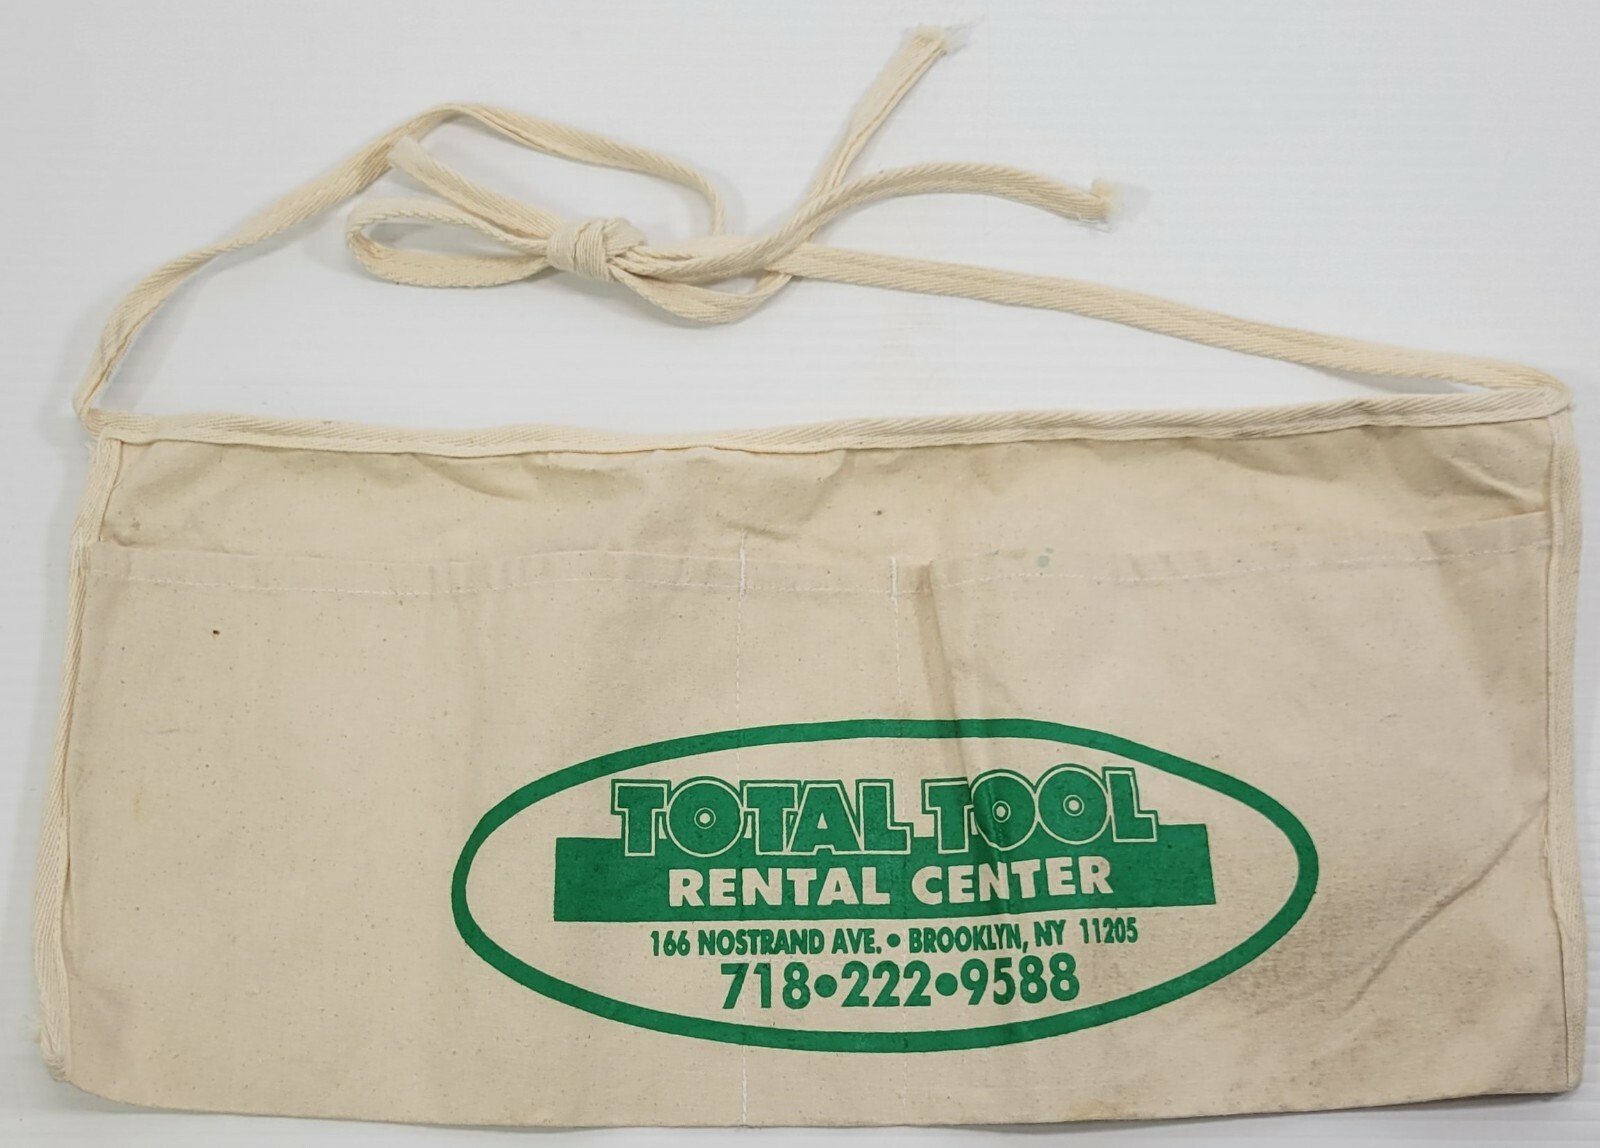 TOTAL TOOL
RENTAL CENTER
166 NOSTRAND AVE. • BROOKLYN, NY 11205
718•222•9588